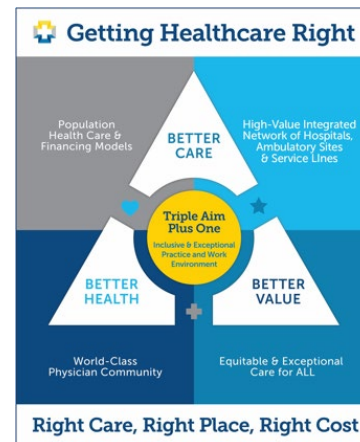 Getting Healthcare Right
Population
Health Care &
Financing Models
High-Value Integrated
Network of Hospitals,
Ambulatory Sites
& Service LInes
BETTER
CARE
Triple Aim
Plus One
Inclusive & Exceptional
Practice and Work
Environment
BETTER
HEALTH
BETTER
VALUE
World-Class
Physician Community
Equitable & Exceptional
Care for ALL
Right Care, Right Place, Right Cost